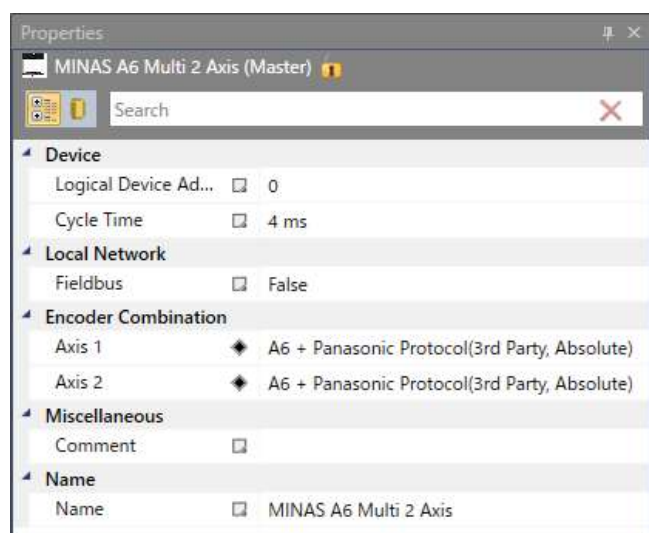 Properties
MINAS A6 Multi 2 Axis (Master)
Search
Device
Logical Device Ad... 0
Cycle Time 4 ms
Local Network
Fieldbus False
Encoder Combination
Axis 1 A6 + Panasonic Protocol(3rd Party, Absolute)
Axis 2 A6 + Panasonic Protocol(3rd Party, Absolute)
Miscellaneous
Comment
Name
Name MINAS A6 Multi 2 Axis